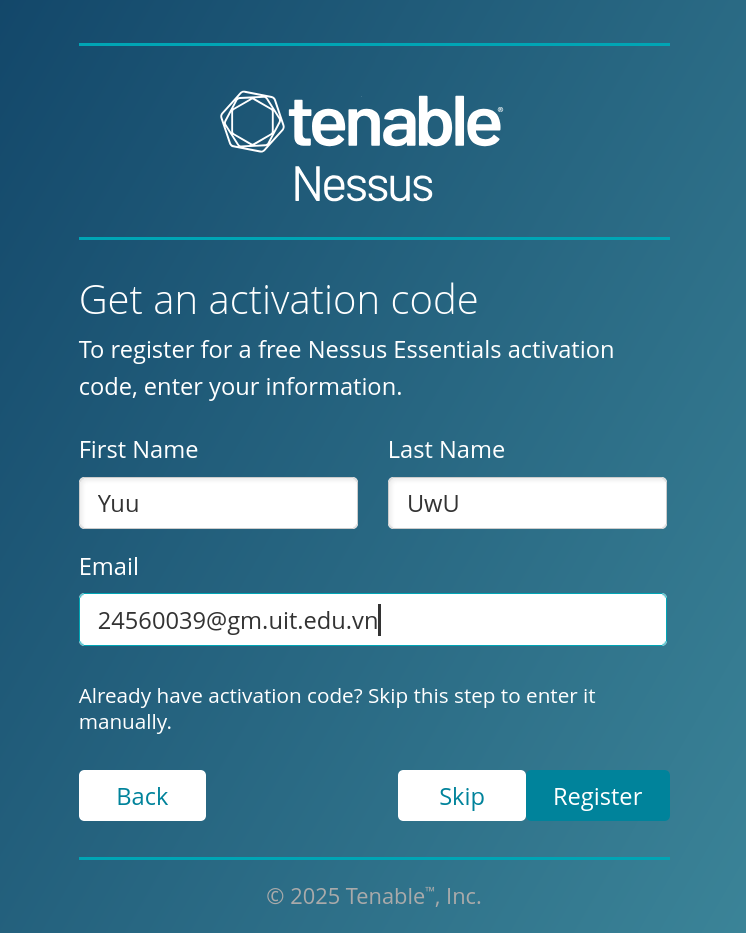 tenable®
Nessus
Get an activation code
To register for a free Nessus Essentials activation
code, enter your information.
First Name
Last Name
Yuu
UwU
Email
24560039@gm.uit.edu.vn
Already have activation code? Skip this step to enter it
manually.
Back
Skip
Register
© 2025 Tenable™, Inc.